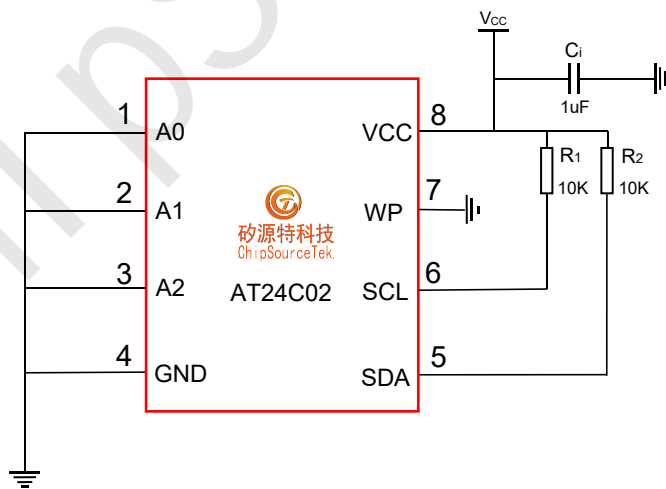 VCC
Ci
1uF
1
A0
8
VCC
R1
10K
R2
10K
2
A1
7
WP
矽源特科技
ChipSourceTek.
3
A2
AT24C02
6
SCL
4
GND
5
SDA